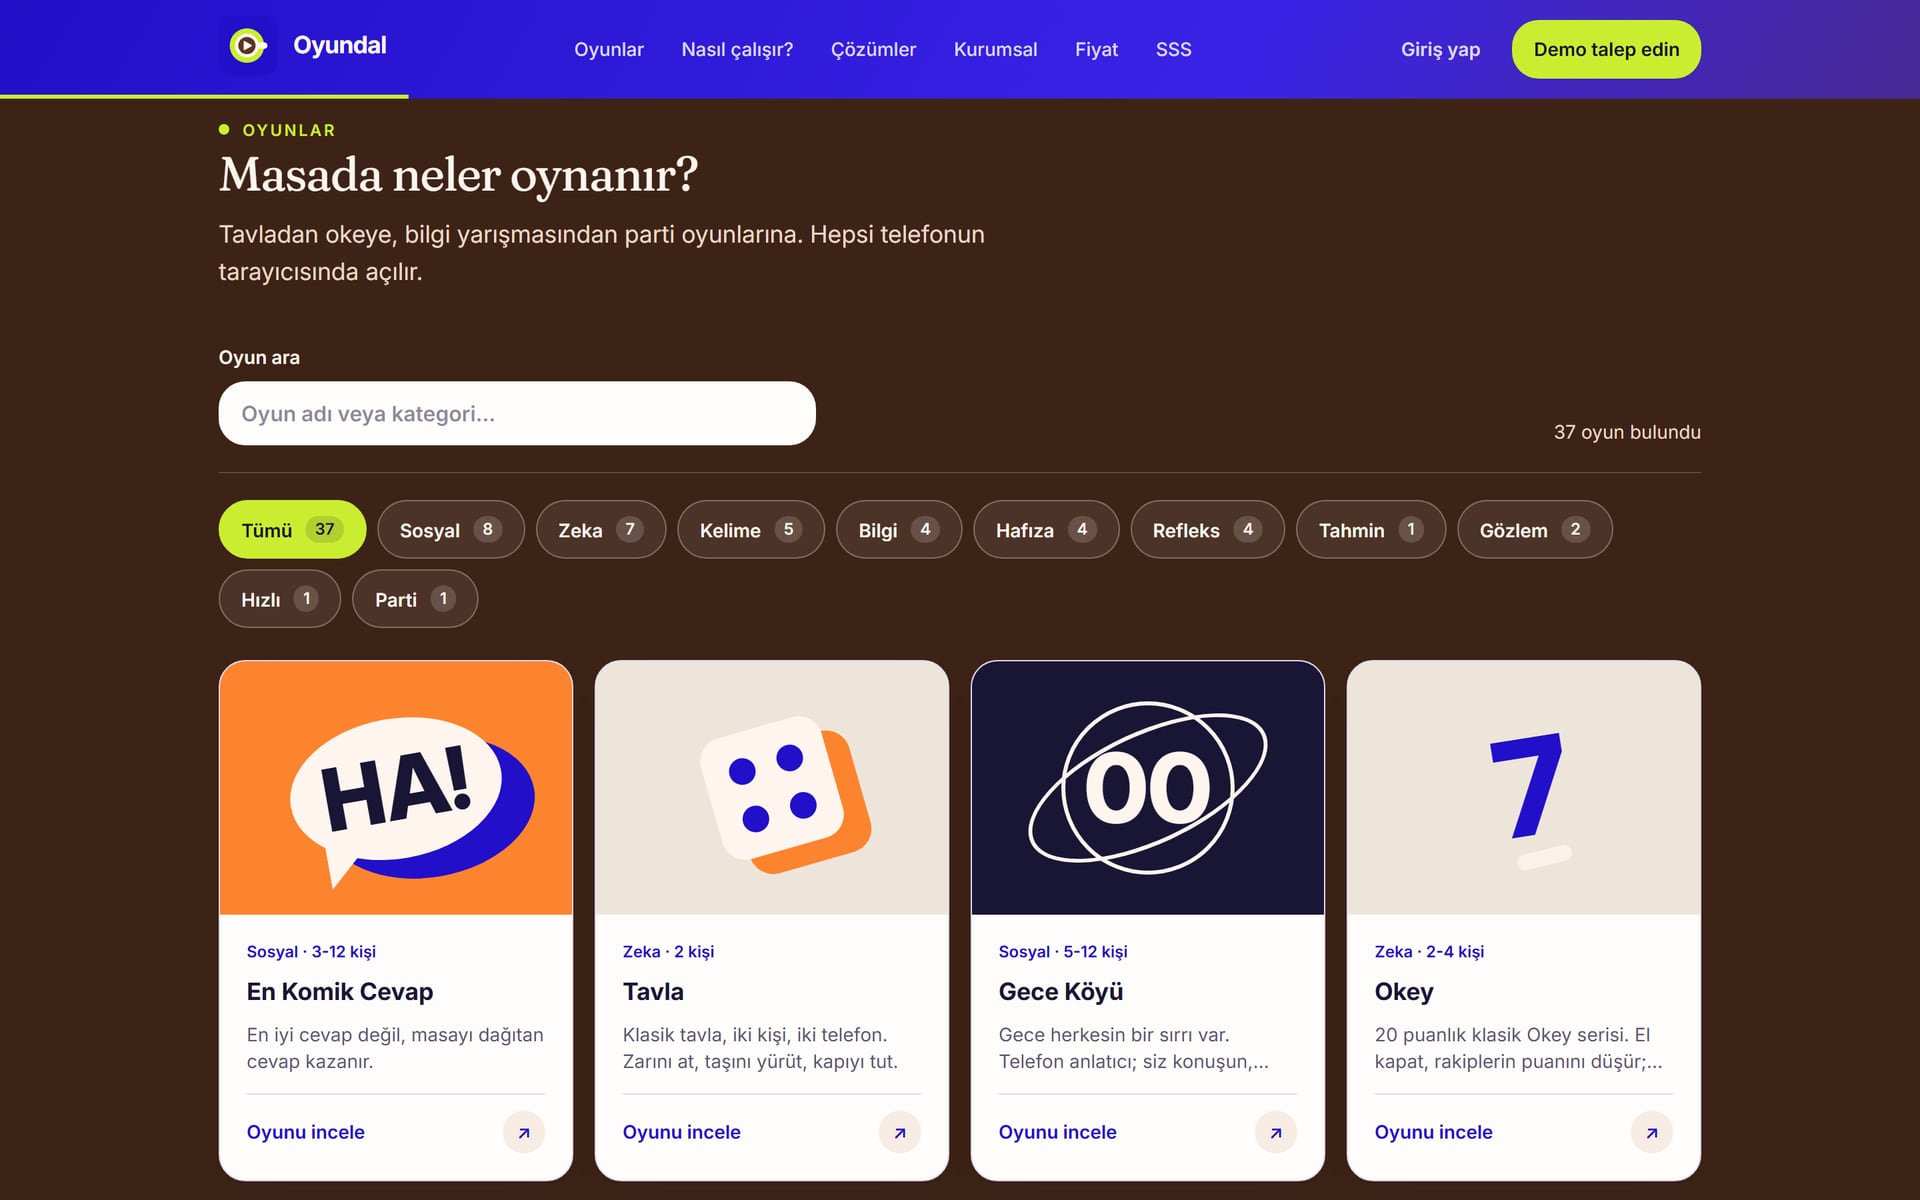 Oyundal
Oyunlar
Nasıl çalışır?
Çözümler
Kurumsal
Fiyat
SSS
Giriş yap
Demo talep edin
OYUNLAR
Masada neler oynanır?
Tavladan okeye, bilgi yarışmasından parti oyunlarına. Hepsi telefonun
tarayıcısında açılır.
Oyun ara
Oyun adı veya kategori...
37 oyun bulundu
Tümü 37
Sosyal 8
Zeka 7
Kelime 5
Bilgi 4
Hafıza 4
Refleks 4
Tahmin 1
Gözlem 2
Hızlı 1
Parti 1
HA!
Sosyal · 3-12 kişi
En Komik Cevap
En iyi cevap değil, masayı dağıtan
cevap kazanır.
Oyunu incele
Zeka · 2 kişi
Tavla
Klasik tavla, iki kişi, iki telefon.
Zarını at, taşını yürüt, kapıyı tut.
Oyunu incele
00
Sosyal · 5-12 kişi
Gece Köyü
Gece herkesin bir sırrı var.
Telefon anlatıcı; siz konuşun,...
Oyunu incele
7
Zeka · 2-4 kişi
Okey
20 puanlık klasik Okey serisi. El
kapat, rakiplerin puanını düşür;...
Oyunu incele